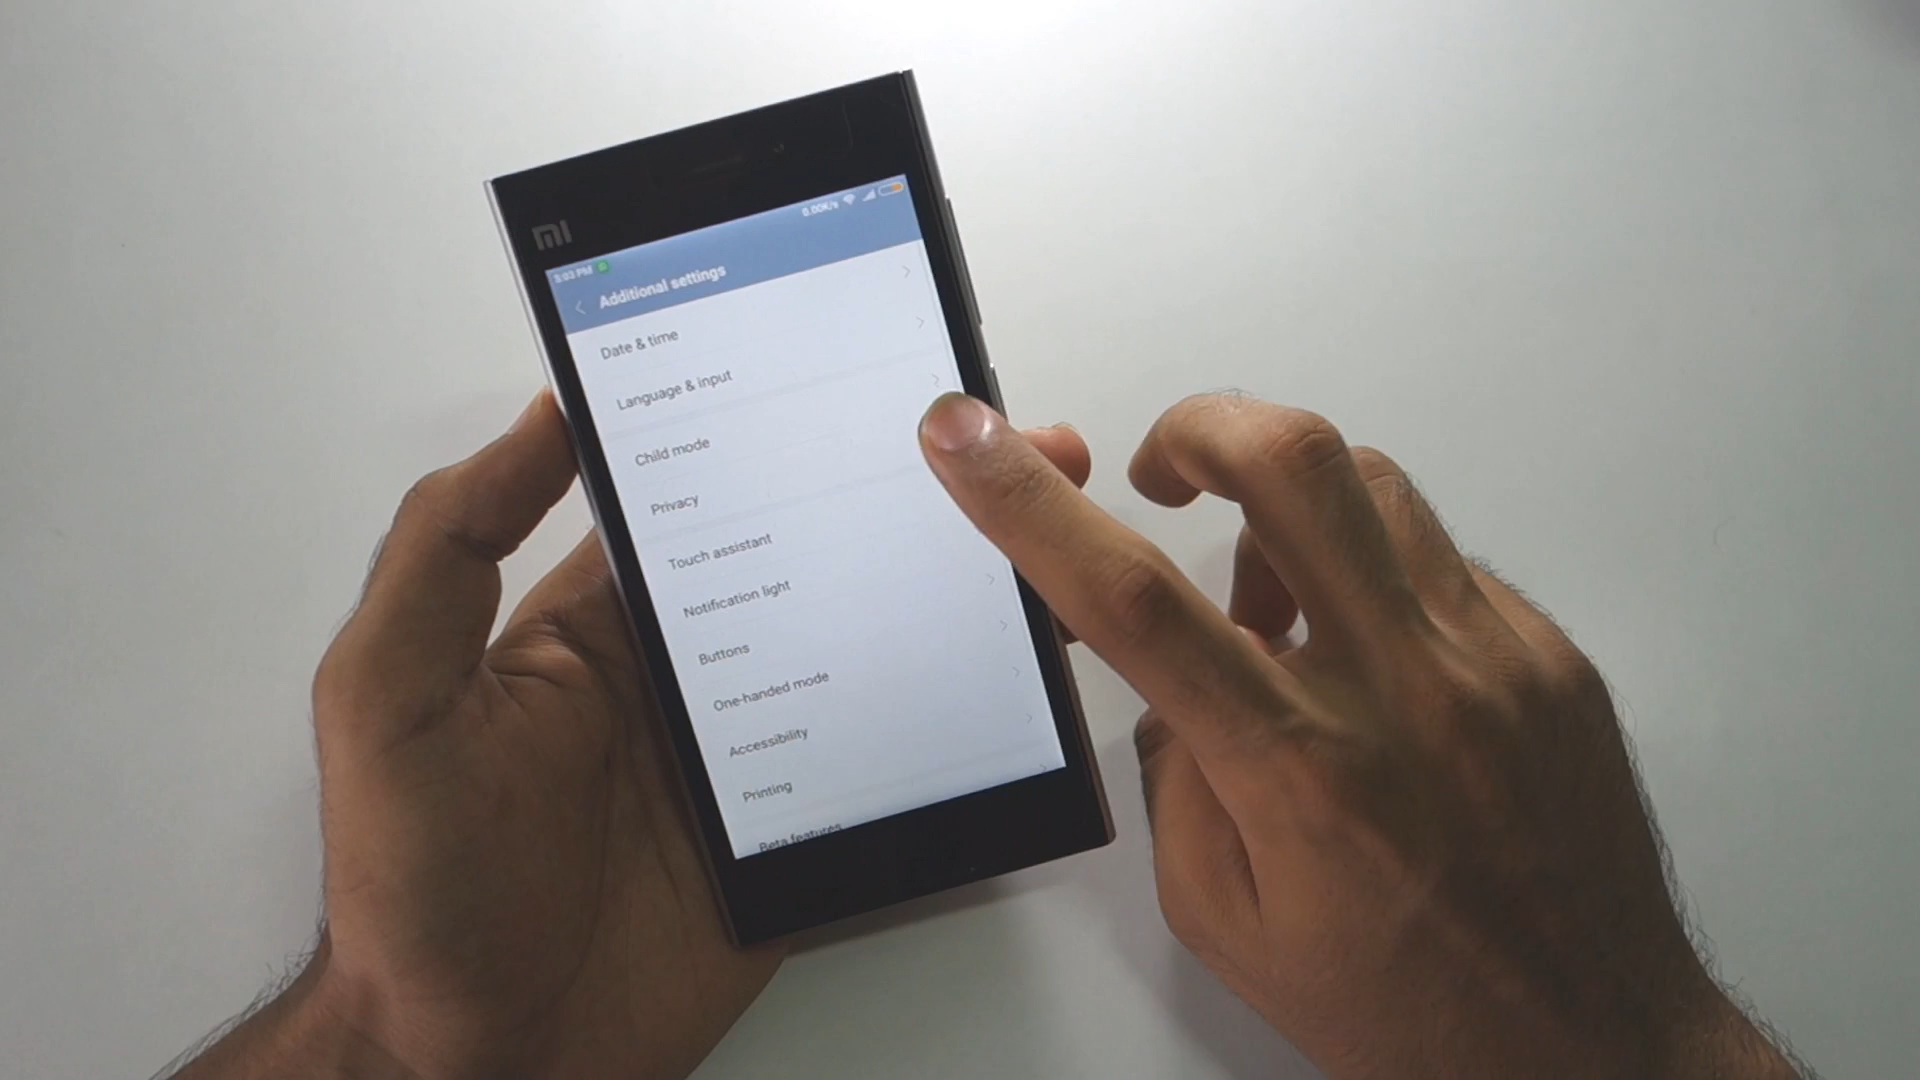 mi
0.00K/s
5:03 PM
Additional settings
Date & time
Language & input
Child mode
Privacy
Touch assistant
Notification light
Buttons
One-handed mode
Accessibility
Printing
Beta features